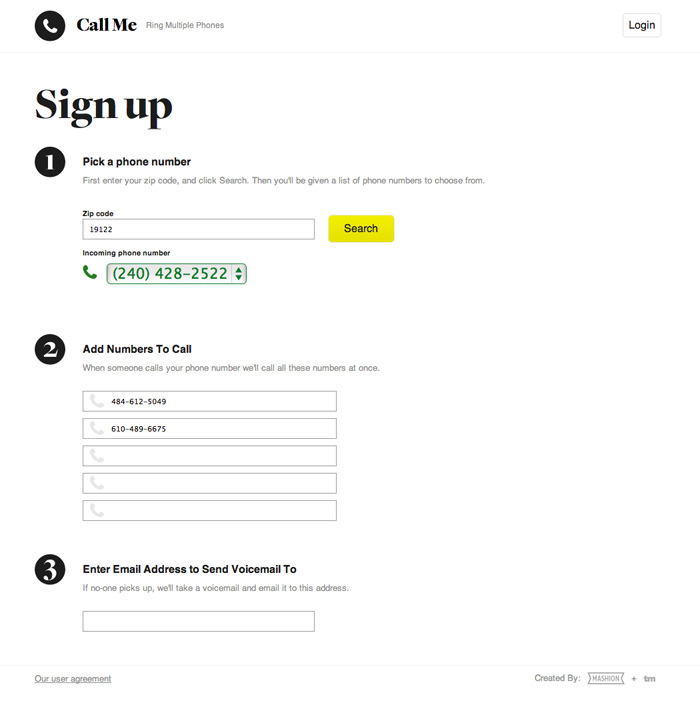 Call Me Ring Multiple Phones Login
Sign up
1 Pick a phone number
First enter your zip code, and click Search. Then you'll be given a list of phone numbers to choose from.
Zip code
19122 Search
Incoming phone number
(240) 428-2522
2 Add Numbers To Call
When someone calls your phone number we'll call all these numbers at once.
484-612-5049
610-489-6675
3 Enter Email Address to Send Voicemail To
If no-one picks up, we'll take a voicemail and email it to this address.
Our user agreement Created By: MASHION + tm